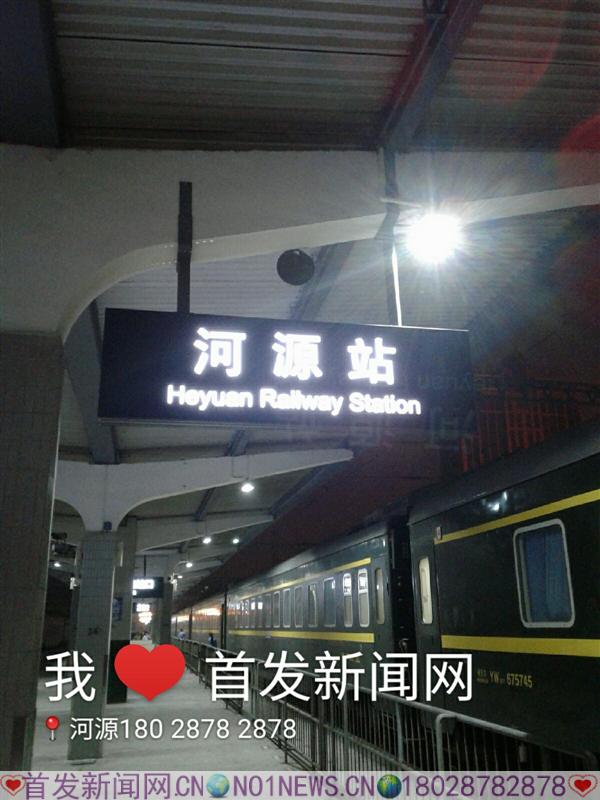 河源站
Heyuan Railway Station
YW 675745
我❤首发新闻网
📍河源180 2878 2878
❤首发新闻网.CN🌏NO1NEWS.CN🌏18028782878❤